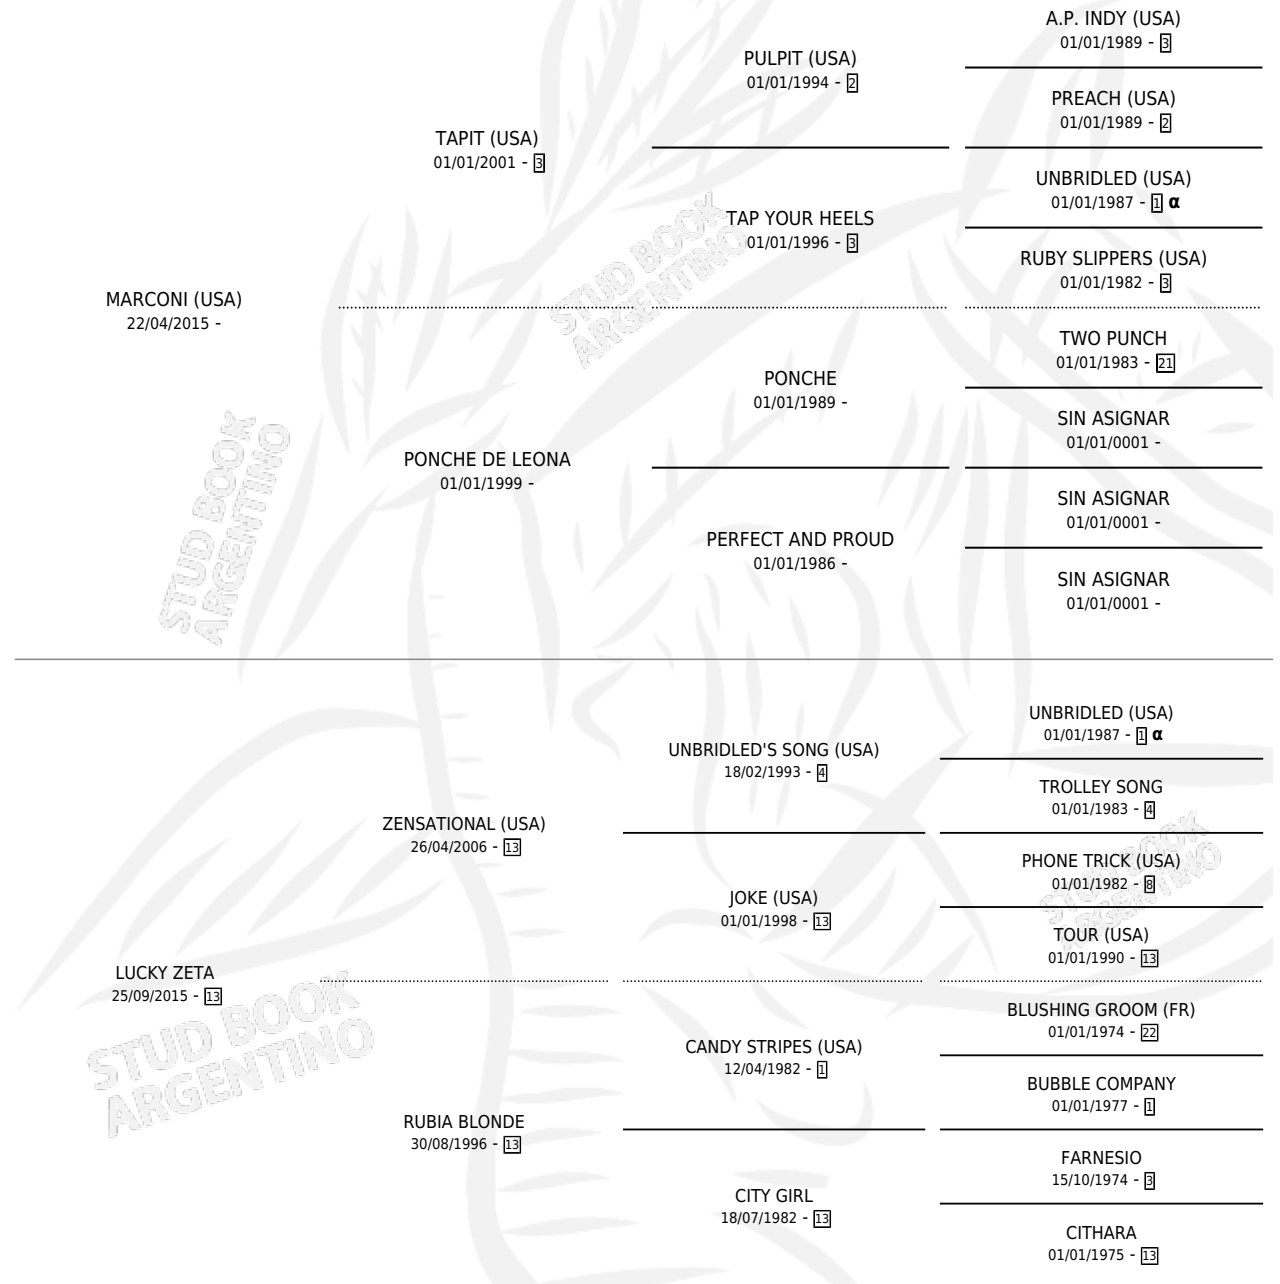 A.P. INDY (USA)
01/01/1989 - 3
PULPIT (USA)
01/01/1994 - 2
PREACH (USA)
01/01/1989 - 2
TAPIT (USA)
01/01/2001 - 3
UNBRIDLED (USA)
01/01/1987 - 1 α
TAP YOUR HEELS
01/01/1996 - 3
RUBY SLIPPERS (USA)
01/01/1982 - 3
MARCONI (USA)
22/04/2015 -
TWO PUNCH
01/01/1983 - 21
PONCHE
01/01/1989 -
SIN ASIGNAR
01/01/0001 -
PONCHE DE LEONA
01/01/1999 -
SIN ASIGNAR
01/01/0001 -
PERFECT AND PROUD
01/01/1986 -
SIN ASIGNAR
01/01/0001 -
UNBRIDLED (USA)
01/01/1987 - 1 α
UNBRIDLED'S SONG (USA)
18/02/1993 - 4
TROLLEY SONG
01/01/1983 - 4
ZENSATIONAL (USA)
26/04/2006 - 13
PHONE TRICK (USA)
01/01/1982 - 8
JOKE (USA)
01/01/1998 - 13
TOUR (USA)
01/01/1990 - 13
LUCKY ZETA
25/09/2015 - 13
BLUSHING GROOM (FR)
01/01/1974 - 22
CANDY STRIPES (USA)
12/04/1982 - 1
BUBBLE COMPANY
01/01/1977 - 1
RUBIA BLONDE
30/08/1996 - 13
FARNESIO
15/10/1974 - 3
CITY GIRL
18/07/1982 - 13
CITHARA
01/01/1975 - 13
STUD BOOK
ARGENTINO
STUD BOOK
ARGENTINO
STUD BOOK
ARGENTINO
STUD BOOK
ARGENTINO